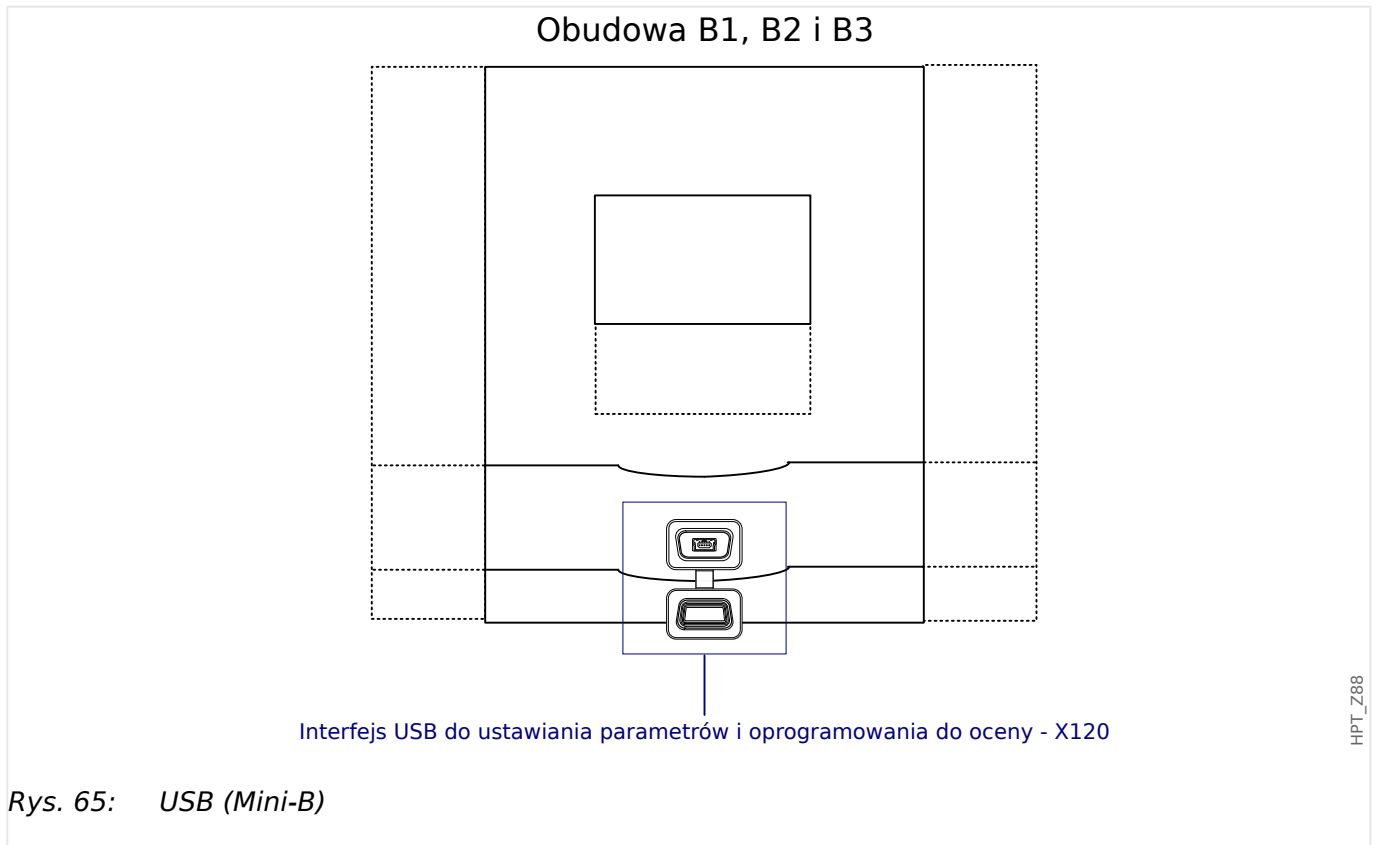 Obudowa B1, B2 i B3
Interfejs USB do ustawiania parametrów i oprogramowania do oceny - X120
HPT_Z88
Rys. 65: USB (Mini-B)